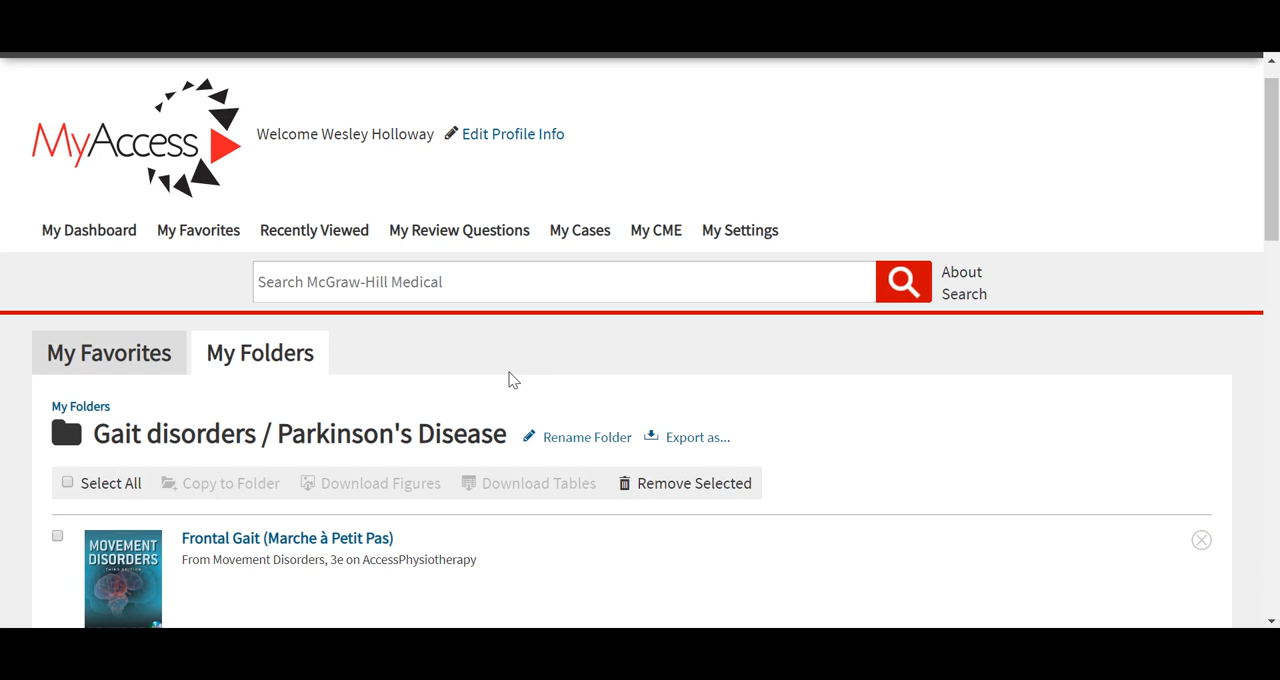 MyAccess
Welcome Wesley Holloway Edit Profile Info
My Dashboard My Favorites Recently Viewed My Review Questions My Cases My CME My Settings
Search McGraw-Hill Medical
About
Search
My Favorites My Folders
My Folders
Gait disorders / Parkinson's Disease Rename Folder Export as...
Select All Copy to Folder Download Figures Download Tables Remove Selected
Frontal Gait (Marche à Petit Pas)
From Movement Disorders, 3e on AccessPhysiotherapy
MOVEMENT
DISORDERS
THIRD EDITION